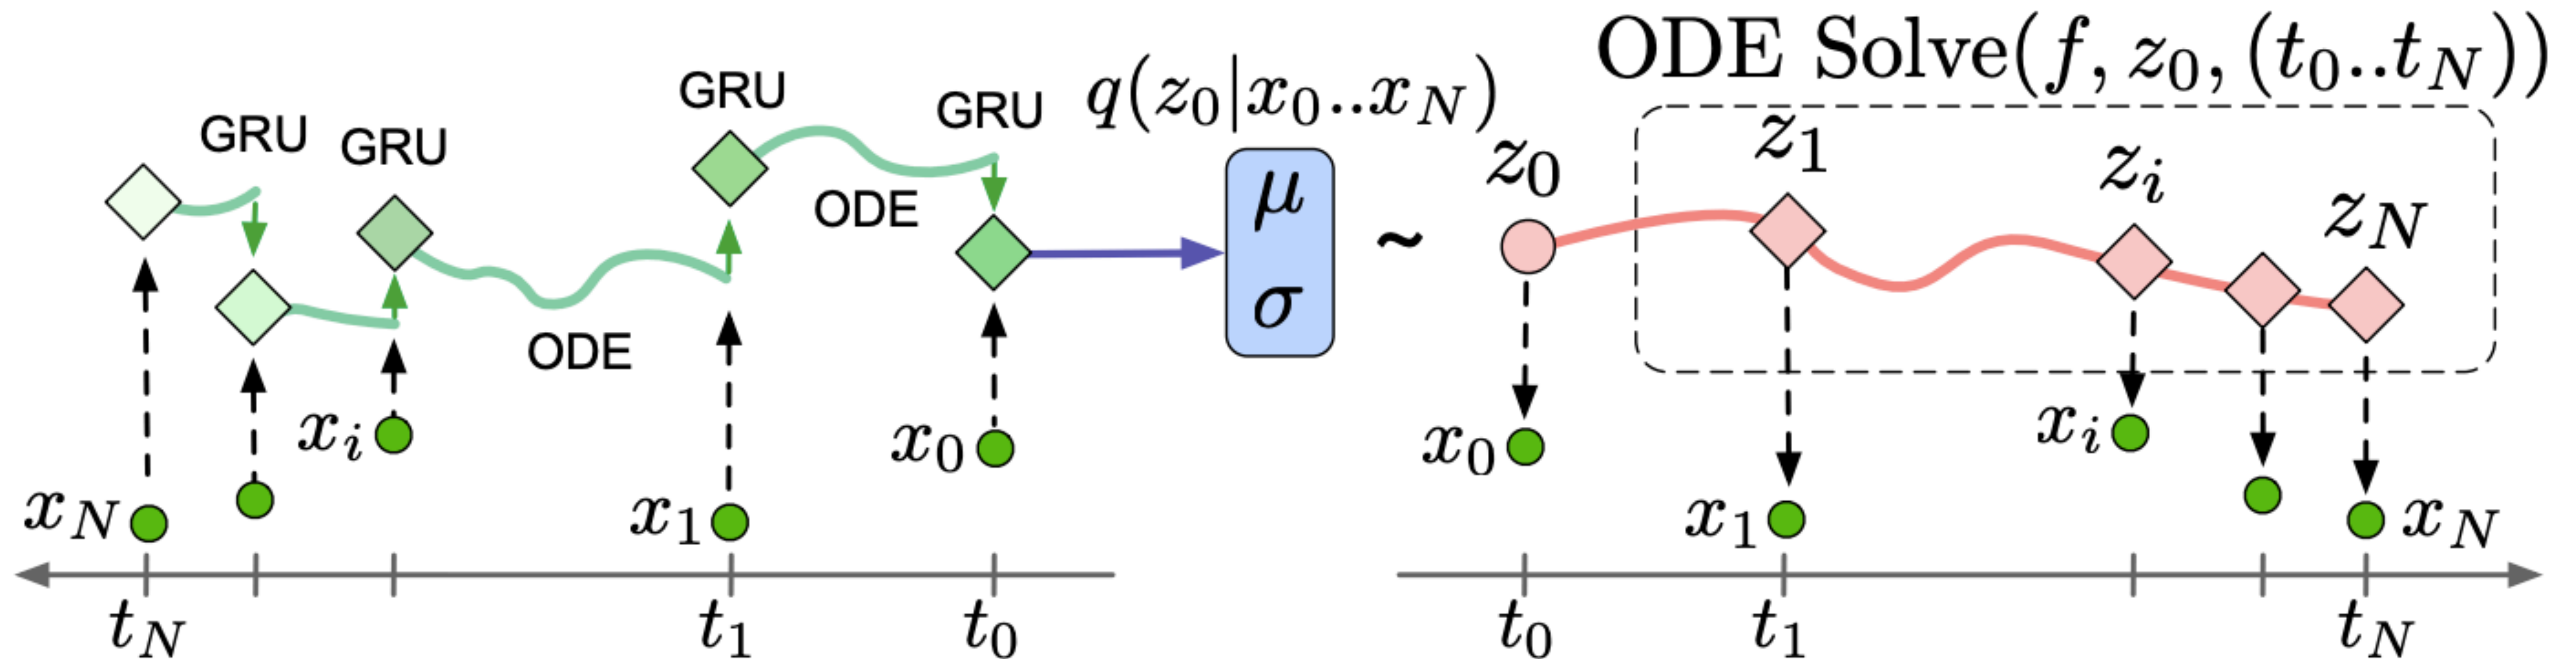 ODE Solve(f, z₀, (t₀..t_N))
GRU
GRU
GRU
GRU
q(z₀|x₀..x_N)
ODE
ODE
μ
σ
~
z₀
z₁
z_i
z_N
x_N
x_i
x₁
x₀
x₀
x₁
x_i
x_N
t_N
t₁
t₀
t₀
t₁
t_N